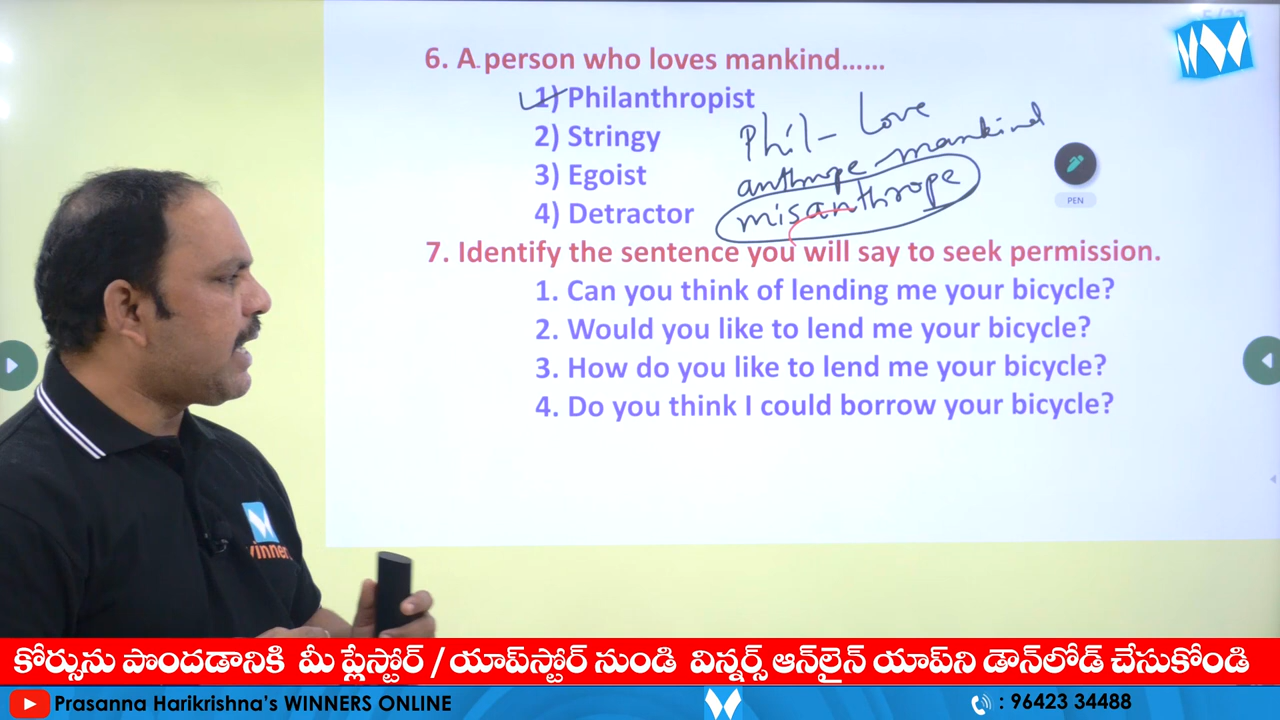 5/22
6. A person who loves mankind......
1) Philanthropist
2) Stringy
3) Egoist
4) Detractor
Phil - Love
anthrope - mankind
misanthrope
PEN
7. Identify the sentence you will say to seek permission.
1. Can you think of lending me your bicycle?
2. Would you like to lend me your bicycle?
3. How do you like to lend me your bicycle?
4. Do you think I could borrow your bicycle?
winners
కోర్సును పొందడానికి మీ ప్లేస్టోర్ / యాప్‌స్టోర్ నుండి విన్నర్స్ ఆన్‌లైన్ యాప్‌ని డౌన్‌లోడ్ చేసుకోండి
Prasanna Harikrishna's WINNERS ONLINE
: 96423 34488